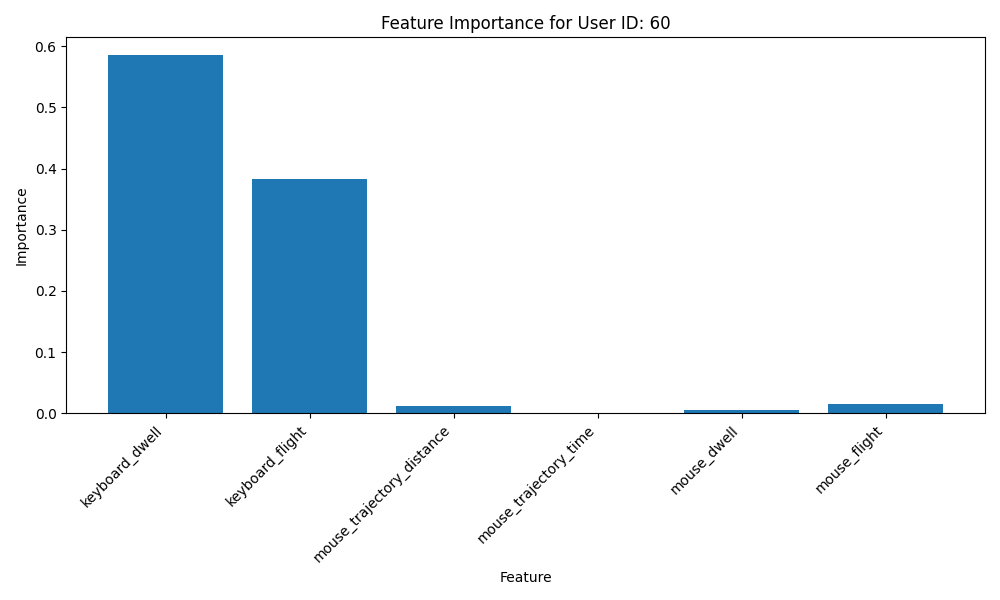 Feature Importance for User ID: 60
Importance
0.6
0.5
0.4
0.3
0.2
0.1
0.0
keyboard_dwell
keyboard_flight
mouse_trajectory_distance
mouse_trajectory_time
mouse_dwell
mouse_flight
Feature